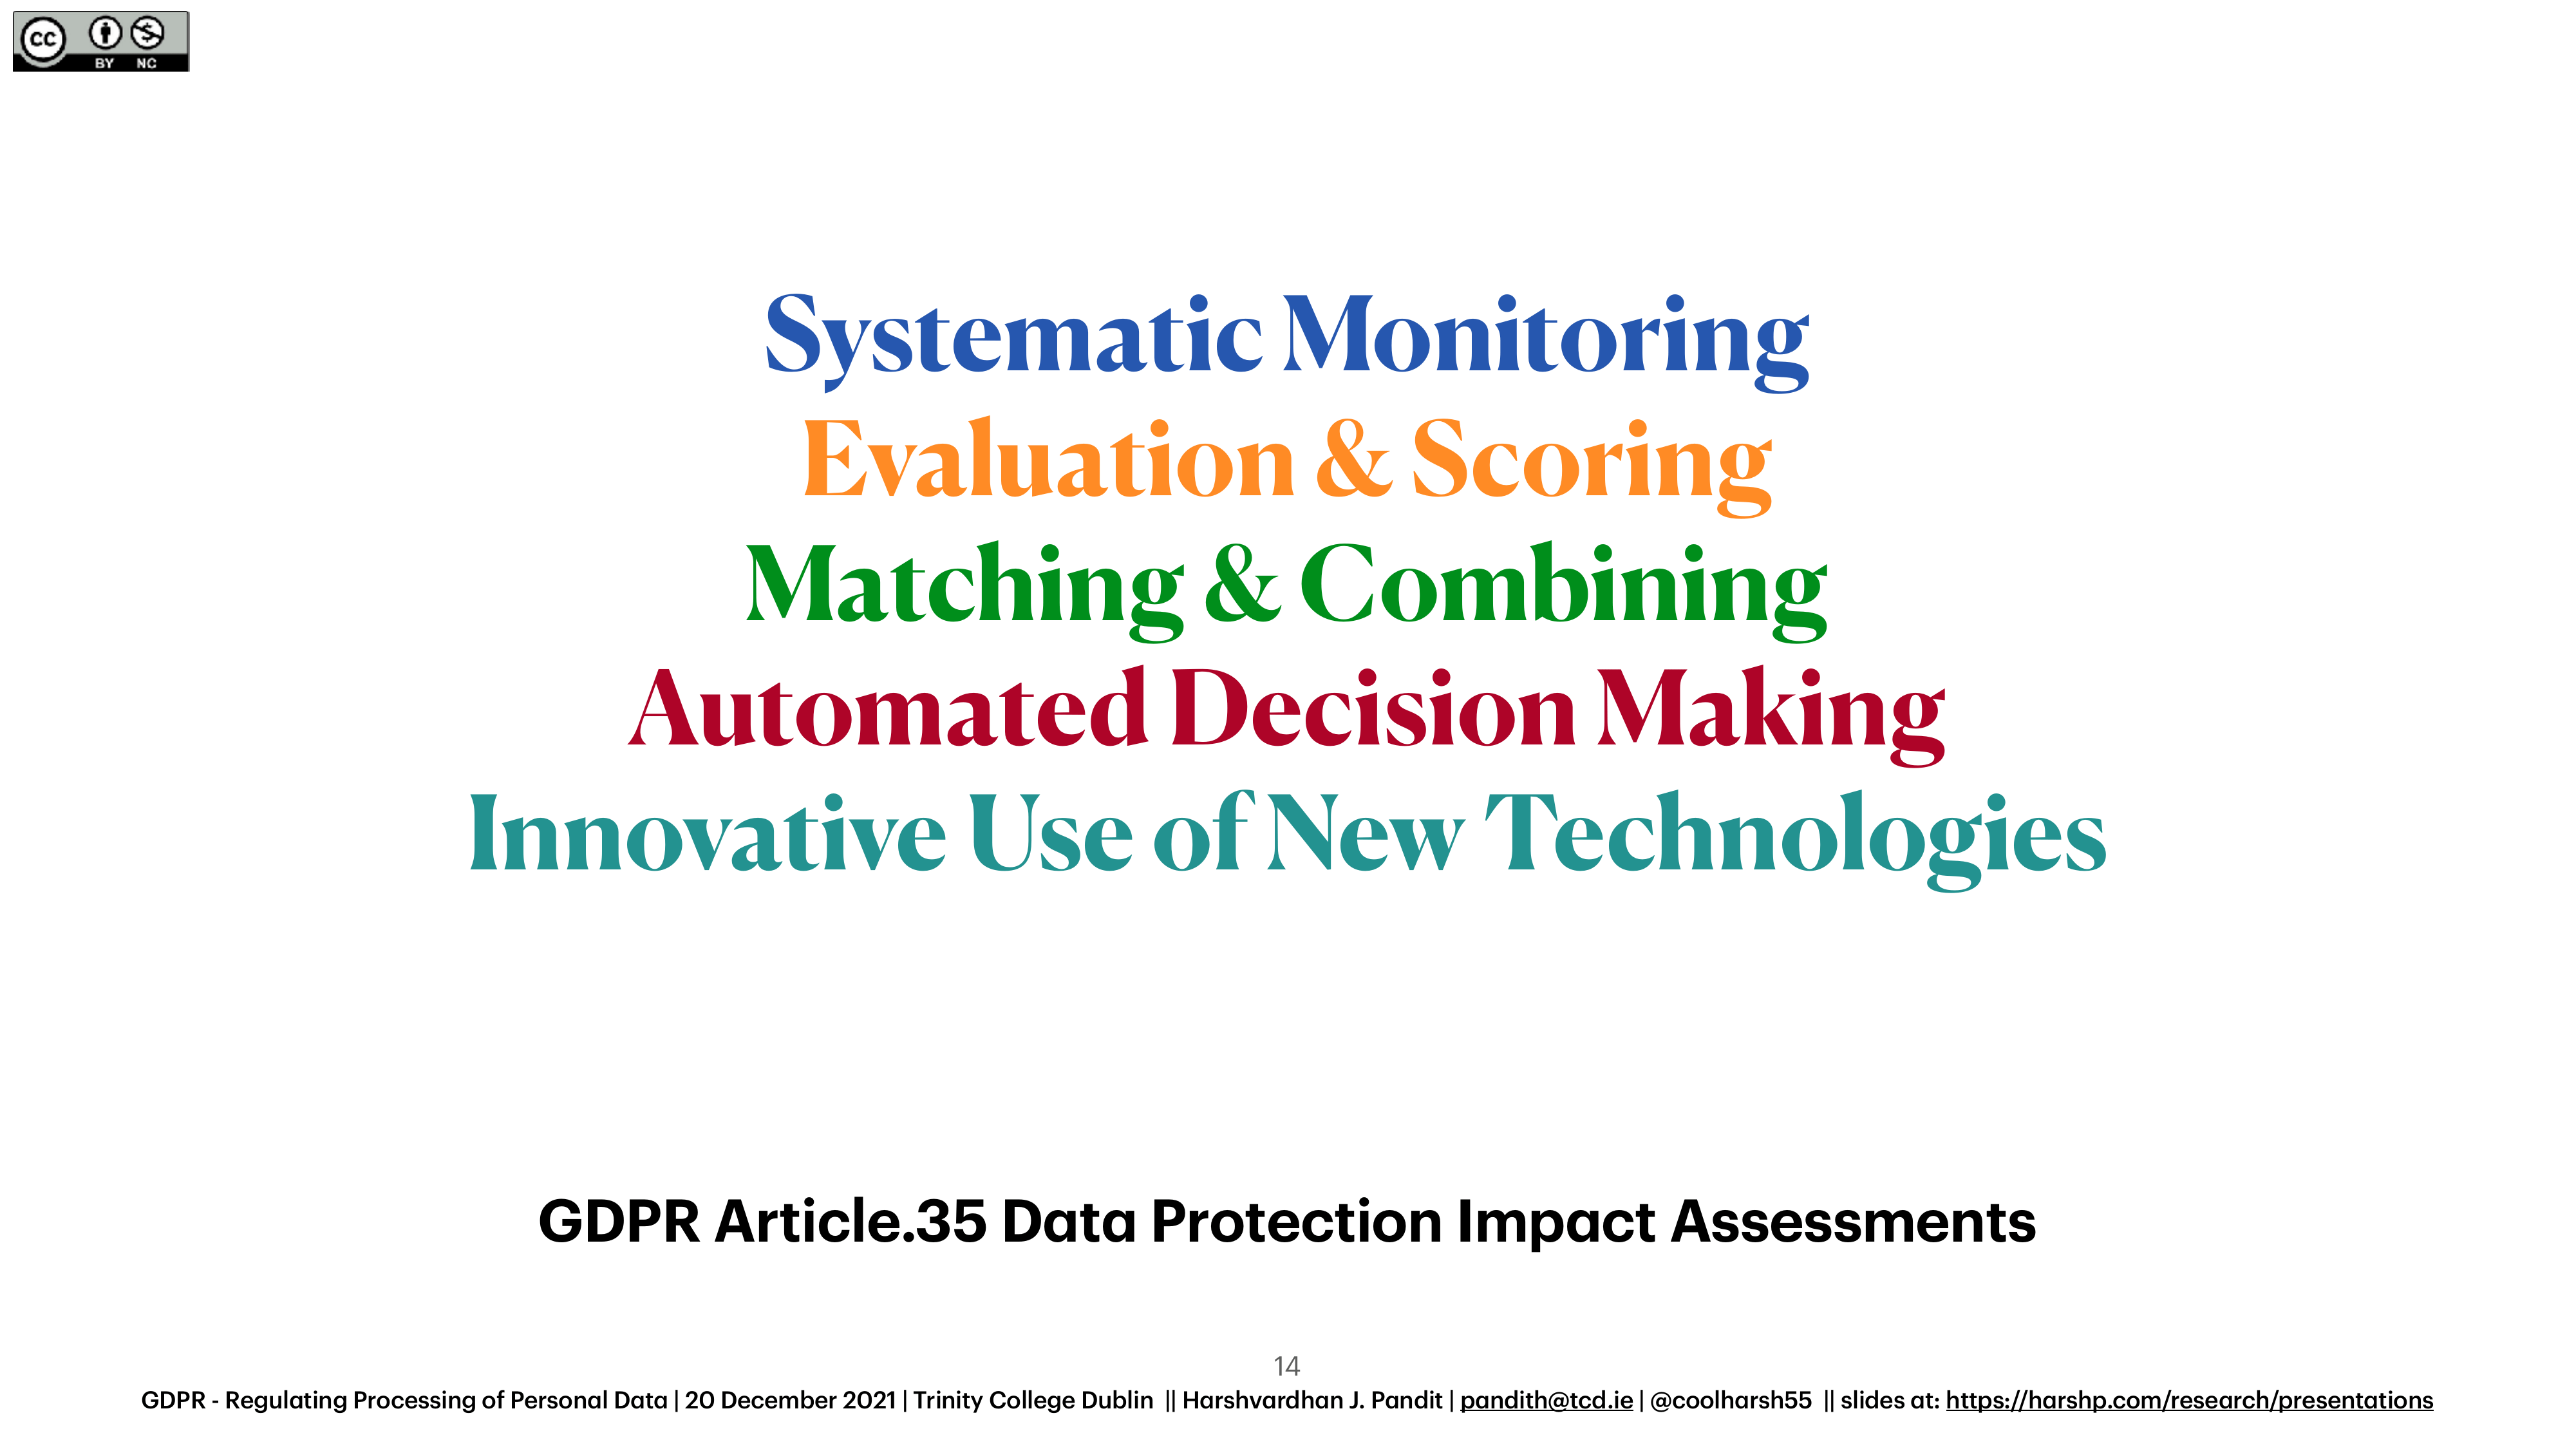 cc BY NC
Systematic Monitoring
Evaluation & Scoring
Matching & Combining
Automated Decision Making
Innovative Use of New Technologies
GDPR Article.35 Data Protection Impact Assessments
14
GDPR - Regulating Processing of Personal Data | 20 December 2021 | Trinity College Dublin || Harshvardhan J. Pandit | pandith@tcd.ie | @coolharsh55 || slides at: https://harshp.com/research/presentations